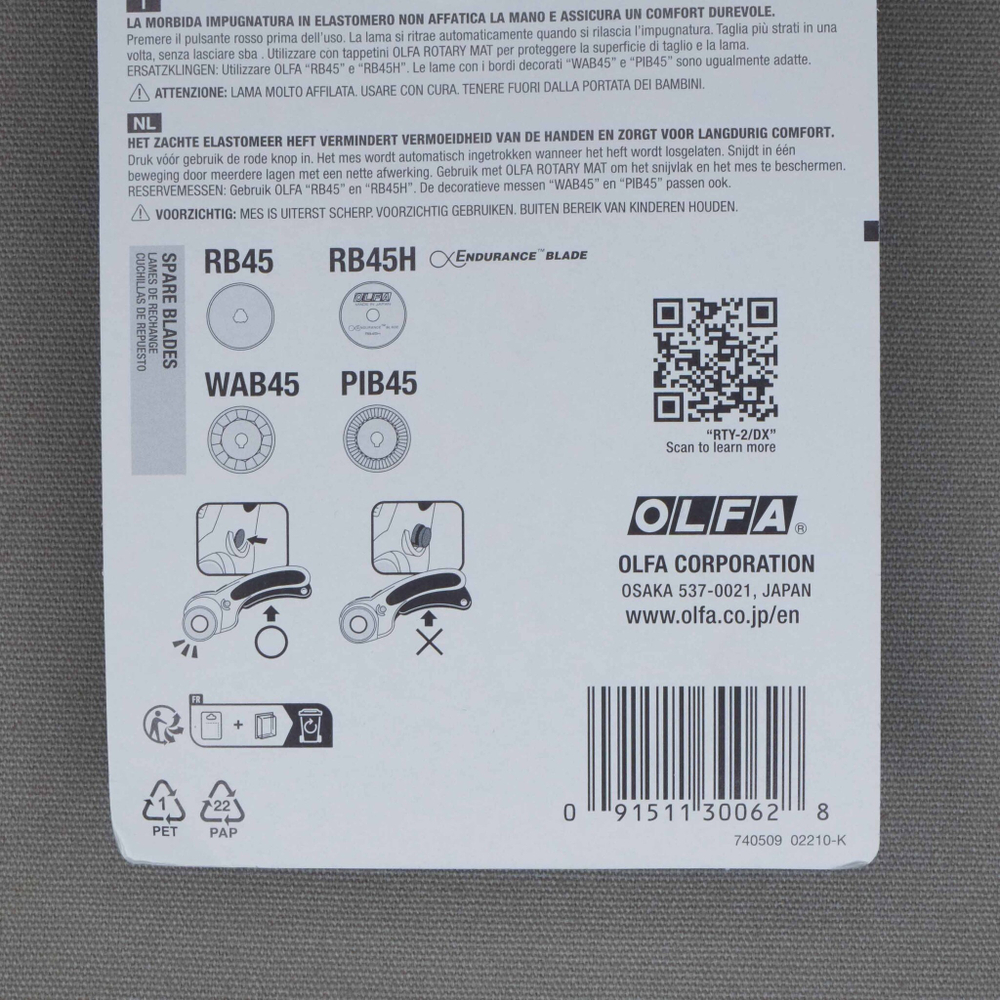 I
LA MORBIDA IMPUGNATURA IN ELASTOMERO NON AFFATICA LA MANO E ASSICURA UN COMFORT DUREVOLE.
Premere il pulsante rosso prima dell'uso. La lama si ritrae automaticamente quando si rilascia l'impugnatura. Taglia più strati in una
volta, senza lasciare sba . Utilizzare con tappetini OLFA ROTARY MAT per proteggere la superficie di taglio e la lama.
ERSATZKLINGEN: Utilizzare OLFA “RB45” e “RB45H”. Le lame con i bordi decorati “WAB45” e “PIB45” sono ugualmente adatte.
ATTENZIONE: LAMA MOLTO AFFILATA. USARE CON CURA. TENERE FUORI DALLA PORTATA DEI BAMBINI.
NL
HET ZACHTE ELASTOMEER HEFT VERMINDERT VERMOEIDHEID VAN DE HANDEN EN ZORGT VOOR LANGDURIG COMFORT.
Druk vóór gebruik de rode knop in. Het mes wordt automatisch ingetrokken wanneer het heft wordt losgelaten. Snijdt in één
beweging door meerdere lagen met een nette afwerking. Gebruik met OLFA ROTARY MAT om het snijvlak en het mes te beschermen.
RESERVEMESSEN: Gebruik OLFA “RB45” en “RB45H”. De decoratieve messen “WAB45” en “PIB45” passen ook.
VOORZICHTIG: MES IS UITERST SCHERP. VOORZICHTIG GEBRUIKEN. BUITEN BEREIK VAN KINDEREN HOUDEN.
SPARE BLADES
LAMES DE RECHANGE
CUCHILLAS DE REPUESTO
RB45
RB45H ENDURANCE™ BLADE
OLFA
MADE IN JAPAN
ENDURANCE™ BLADE
WAB45
PIB45
“RTY-2/DX”
Scan to learn more
OLFA®
OLFA CORPORATION
OSAKA 537-0021, JAPAN
www.olfa.co.jp/en
FR
+
1
PET
22
PAP
0 91511 30062 8
740509 02210-K